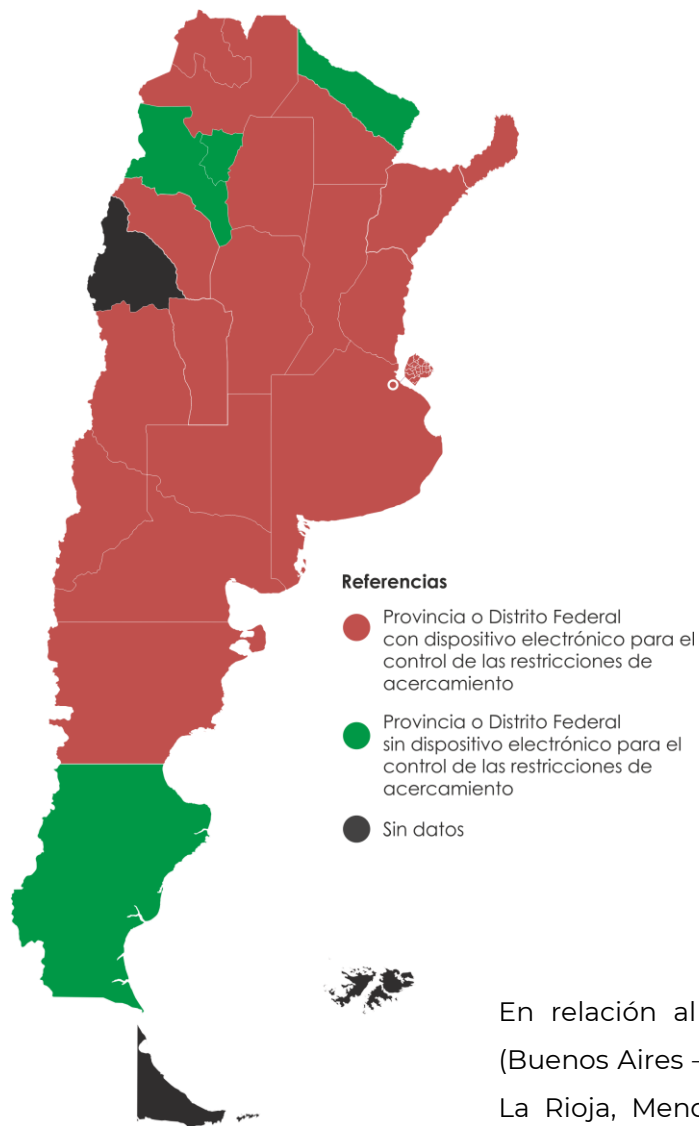 Referencias
Provincia o Distrito Federal
con dispositivo electrónico para el
control de las restricciones de
acercamiento
Provincia o Distrito Federal
sin dispositivo electrónico para el
control de las restricciones de
acercamiento
Sin datos
En relación al
(Buenos Aires –
La Rioja,